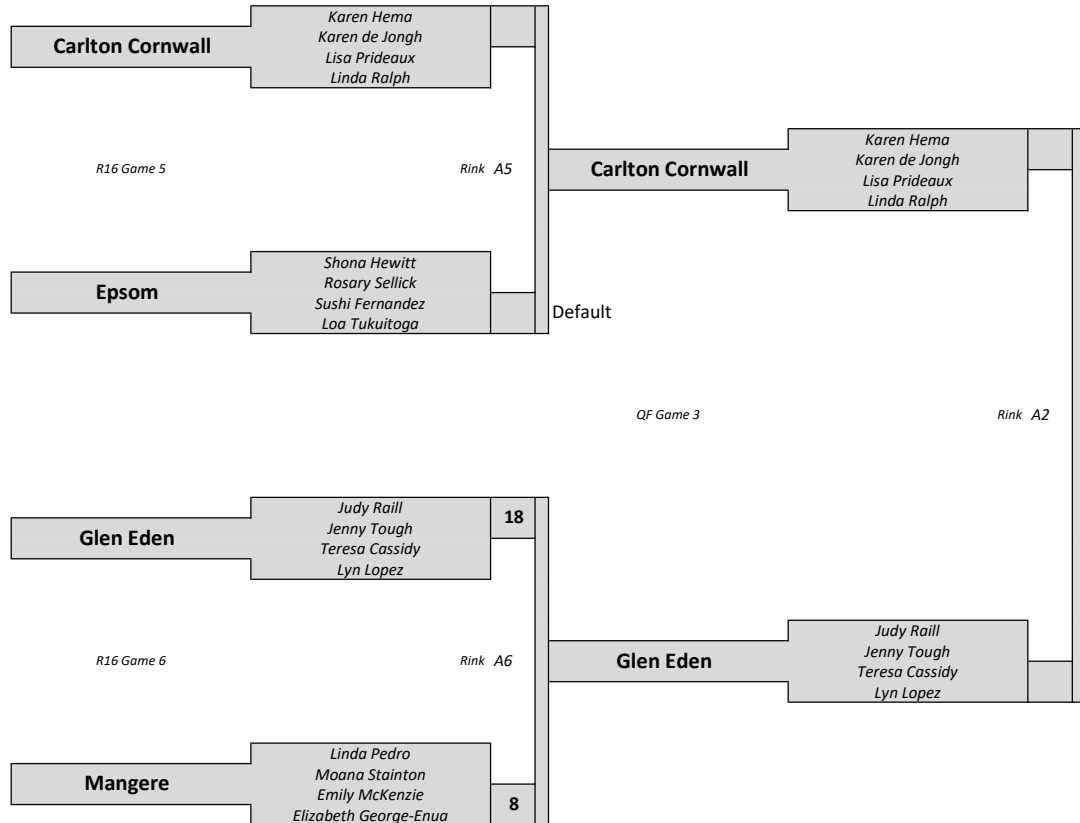 Carlton Cornwall
Karen Hema
Karen de Jongh
Lisa Prideaux
Linda Ralph
R16 Game 5
Rink A5
Epsom
Shona Hewitt
Rosary Sellick
Sushi Fernandez
Loa Tukuitoga
Default
Carlton Cornwall
Karen Hema
Karen de Jongh
Lisa Prideaux
Linda Ralph
QF Game 3
Rink A2
Glen Eden
Judy Raill
Jenny Tough
Teresa Cassidy
Lyn Lopez
18
R16 Game 6
Rink A6
Glen Eden
Judy Raill
Jenny Tough
Teresa Cassidy
Lyn Lopez
Mangere
Linda Pedro
Moana Stainton
Emily McKenzie
Elizabeth George-Enua
8